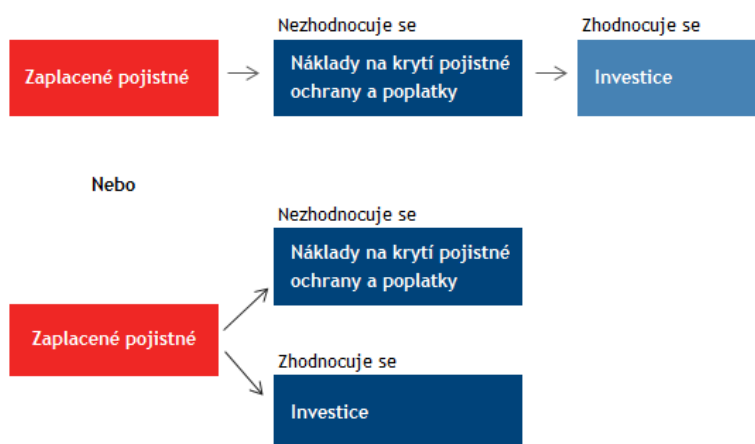 Nezhodnocuje se
Zhodnocuje se
Zaplacené pojistné
Náklady na krytí pojistné
ochrany a poplatky
Investice
Nebo
Nezhodnocuje se
Náklady na krytí pojistné
ochrany a poplatky
Zaplacené pojistné
Zhodnocuje se
Investice